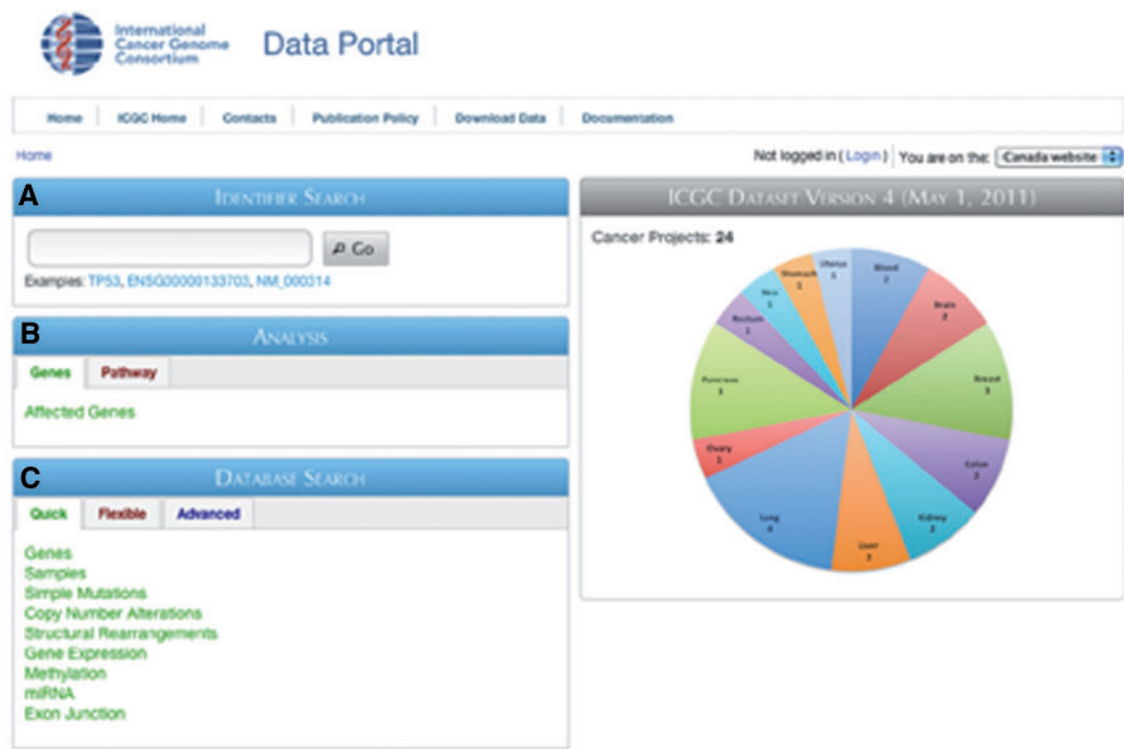 International
Cancer Genome
Consortium
Data Portal
Home
ICGC Home
Contacts
Publication Policy
Download Data
Documentation
Home
Not logged in ( Login )
You are on the:
Canada website
A
IDENTIFIER SEARCH
Go
Examples: TP53, ENSG00000133703, NM_000314
B
ANALYSIS
Genes
Pathway
Affected Genes
C
DATABASE SEARCH
Quick
Flexible
Advanced
Genes
Samples
Simple Mutations
Copy Number Alterations
Structural Rearrangements
Gene Expression
Methylation
miRNA
Exon Junction
ICGC DATASET VERSION 4 (MAY 1, 2011)
Cancer Projects: 24
Blood
2
Brain
2
Breast
3
Colon
2
Kidney
2
Liver
2
Lung
4
Ovary
1
Pancreas
3
Rectum
1
Skin
1
Stomach
1
Uterus
1